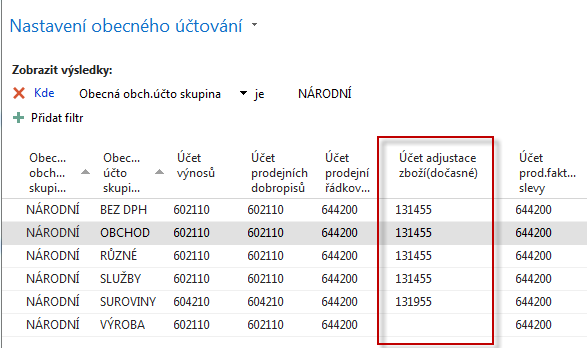 Nastavení obecného účtování
Zobrazit výsledky:
Kde Obecná obch.účto skupina je NÁRODNÍ
Přidat filtr
Obec... Obec... Účet Účet Účet Účet adjustace Účet
obch... účto výnosů prodejních prodejní zboží(dočasné) prod.fakt...
skupi... skupi... dobropisů řádkov... slevy
NÁRODNÍ BEZ DPH 602110 602110 644200 131455 644200
NÁRODNÍ OBCHOD 602110 602110 644200 131455 644200
NÁRODNÍ RŮZNÉ 602110 602110 644200 131455 644200
NÁRODNÍ SLUŽBY 602110 602110 644200 131455 644200
NÁRODNÍ SUROVINY 604210 604210 644200 131955 644200
NÁRODNÍ VÝROBA 602110 602110 644200 644200